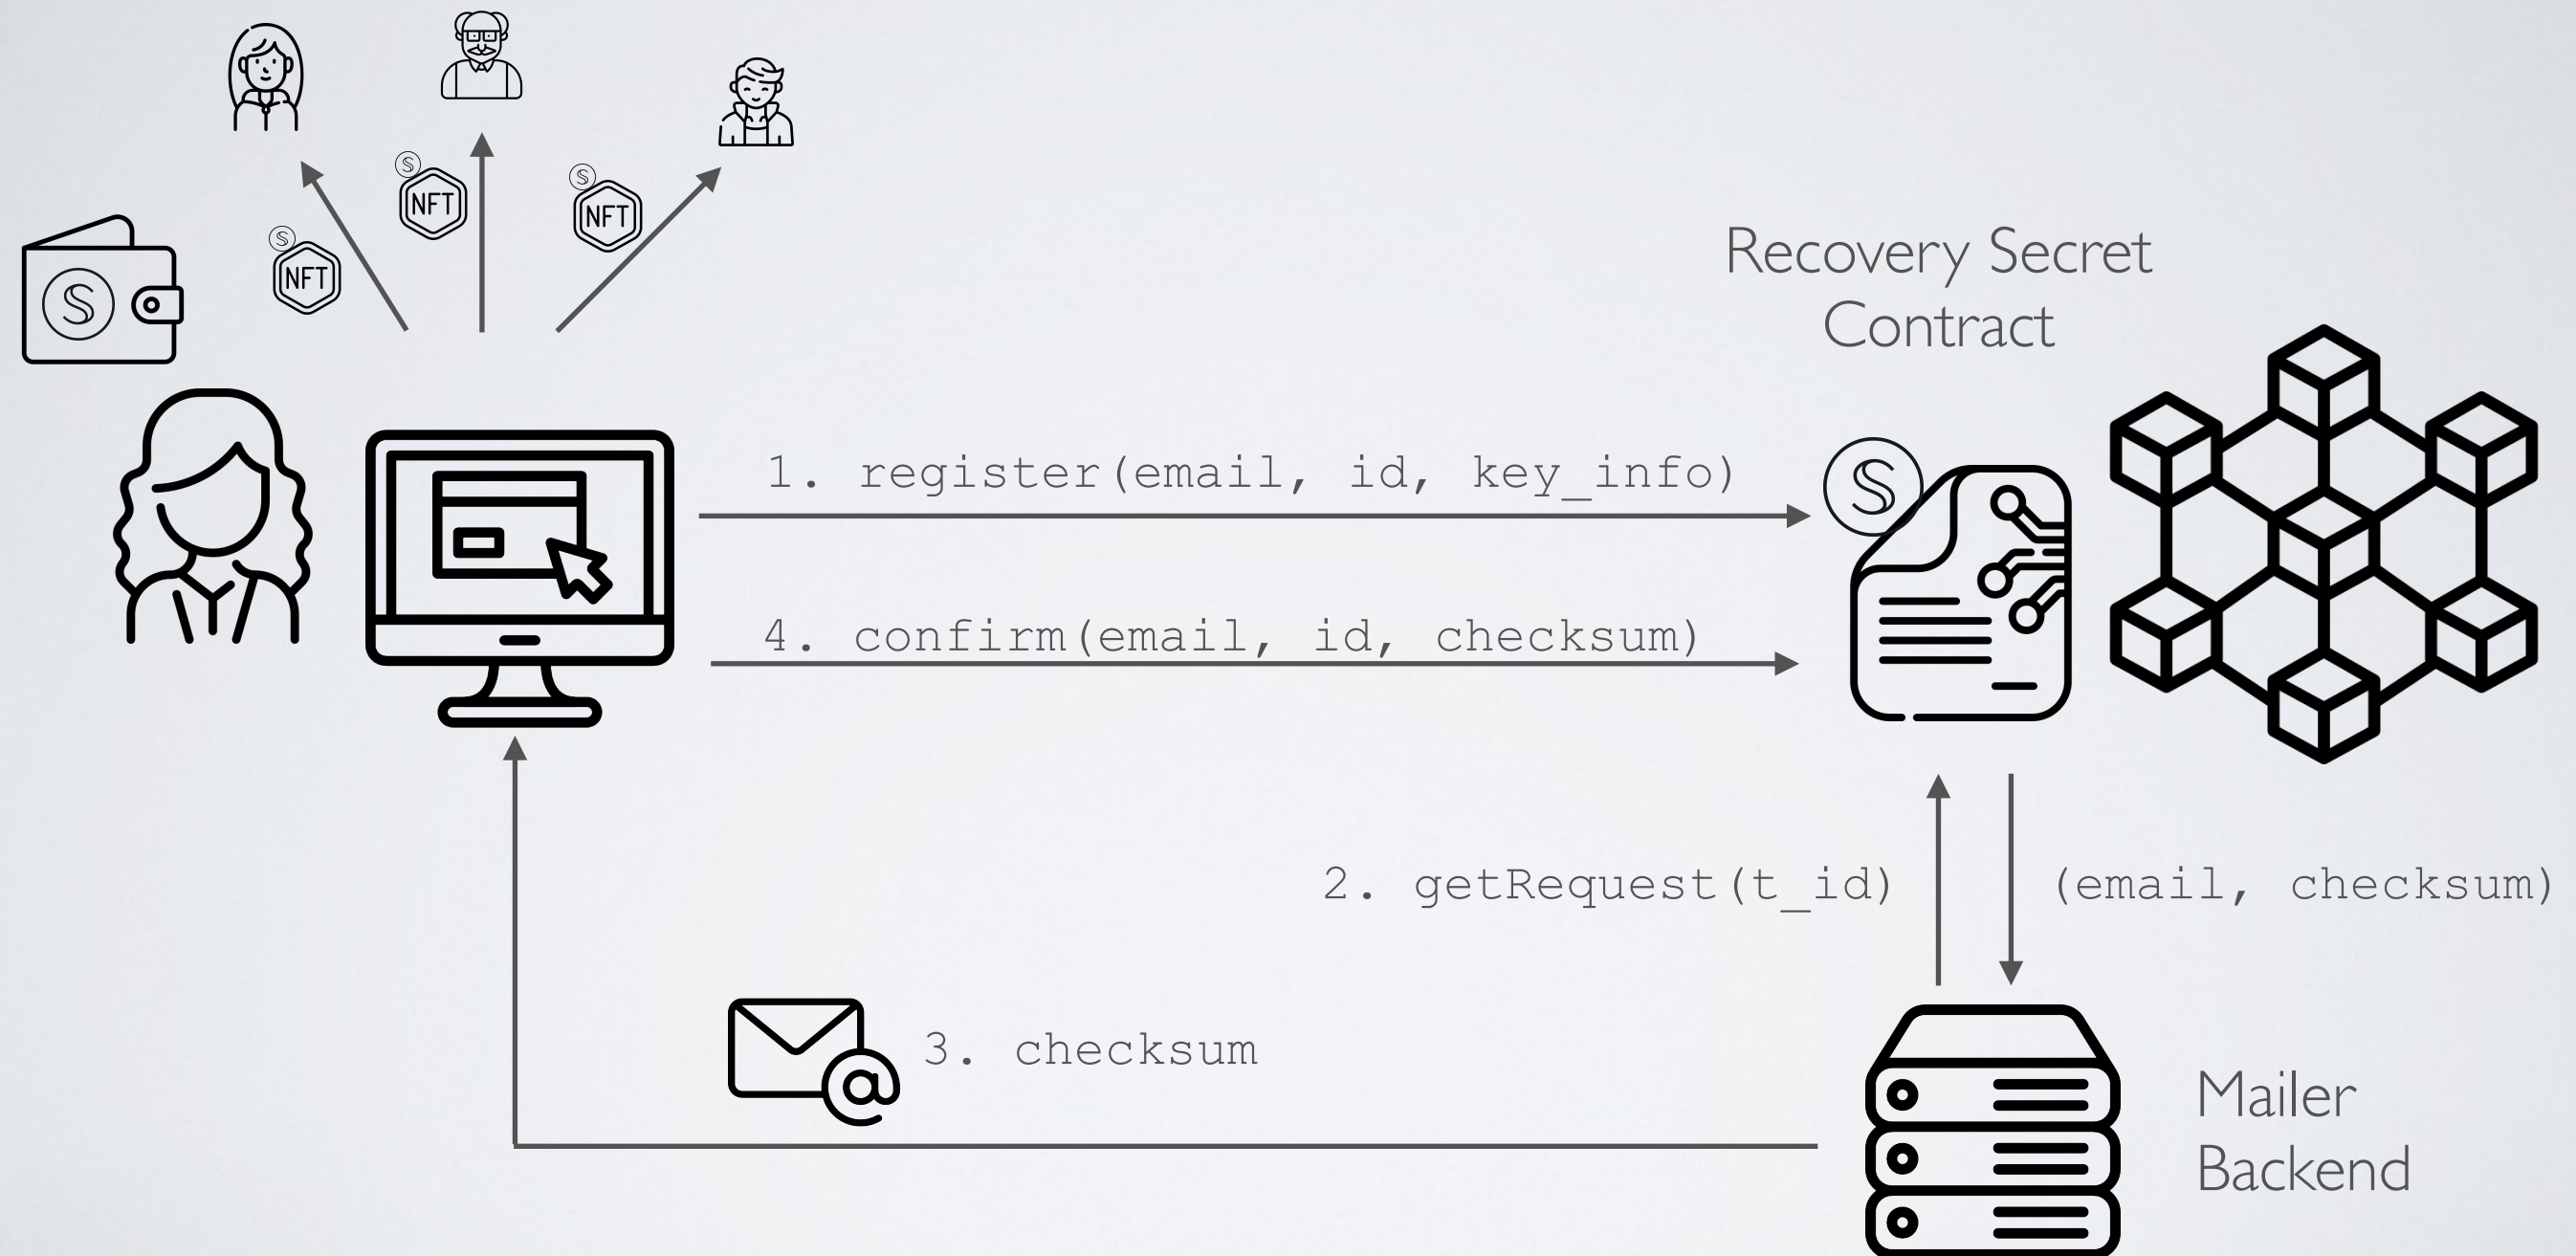 NFT
NFT
NFT
S
S
S
S
Recovery Secret
Contract
1. register(email, id, key_info)
S
4. confirm(email, id, checksum)
2. getRequest(t_id)
(email, checksum)
@
3. checksum
Mailer
Backend